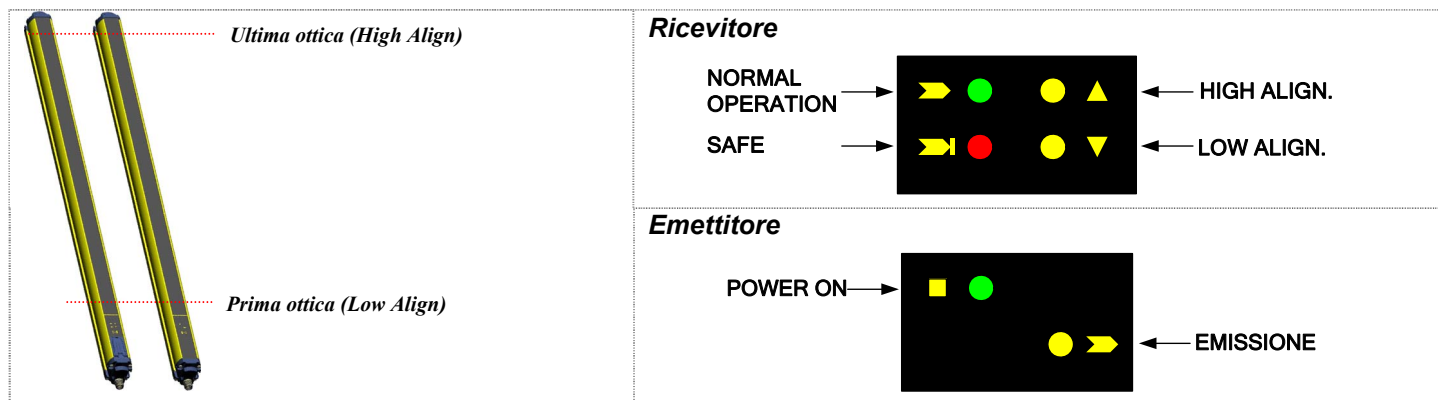 Ultima ottica (High Align)
Prima ottica (Low Align)
Ricevitore
NORMAL
OPERATION
HIGH ALIGN.
SAFE
LOW ALIGN.
Emettitore
POWER ON
EMISSIONE